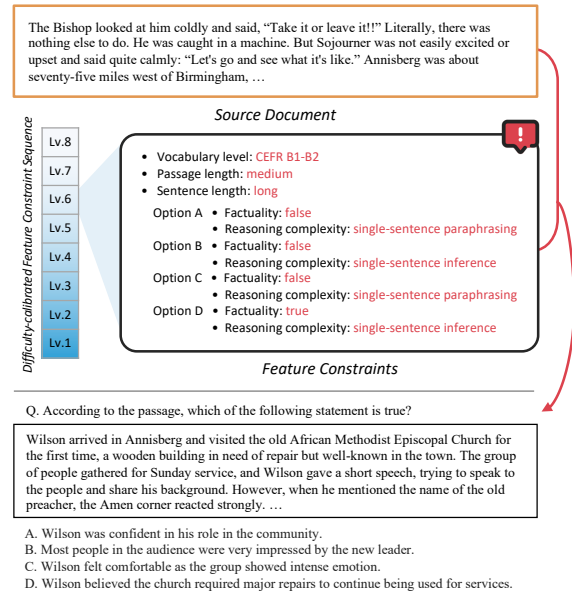 The Bishop looked at him coldly and said, “Take it or leave it!!” Literally, there was
nothing else to do. He was caught in a machine. But Sojourner was not easily excited or
upset and said quite calmly: “Let's go and see what it's like.” Annisberg was about
seventy-five miles west of Birmingham, …
Source Document
Difficulty-calibrated Feature Constraint Sequence
Lv.8
Lv.7
Lv.6
Lv.5
Lv.4
Lv.3
Lv.2
Lv.1
• Vocabulary level: CEFR B1-B2
• Passage length: medium
• Sentence length: long
Option A • Factuality: false
• Reasoning complexity: single-sentence paraphrasing
Option B • Factuality: false
• Reasoning complexity: single-sentence inference
Option C • Factuality: false
• Reasoning complexity: single-sentence paraphrasing
Option D • Factuality: true
• Reasoning complexity: single-sentence inference
Feature Constraints
Q. According to the passage, which of the following statement is true?
Wilson arrived in Annisberg and visited the old African Methodist Episcopal Church for
the first time, a wooden building in need of repair but well-known in the town. The group
of people gathered for Sunday service, and Wilson gave a short speech, trying to speak to
the people and share his background. However, when he mentioned the name of the old
preacher, the Amen corner reacted strongly. …
A. Wilson was confident in his role in the community.
B. Most people in the audience were very impressed by the new leader.
C. Wilson felt comfortable as the group showed intense emotion.
D. Wilson believed the church required major repairs to continue being used for services.